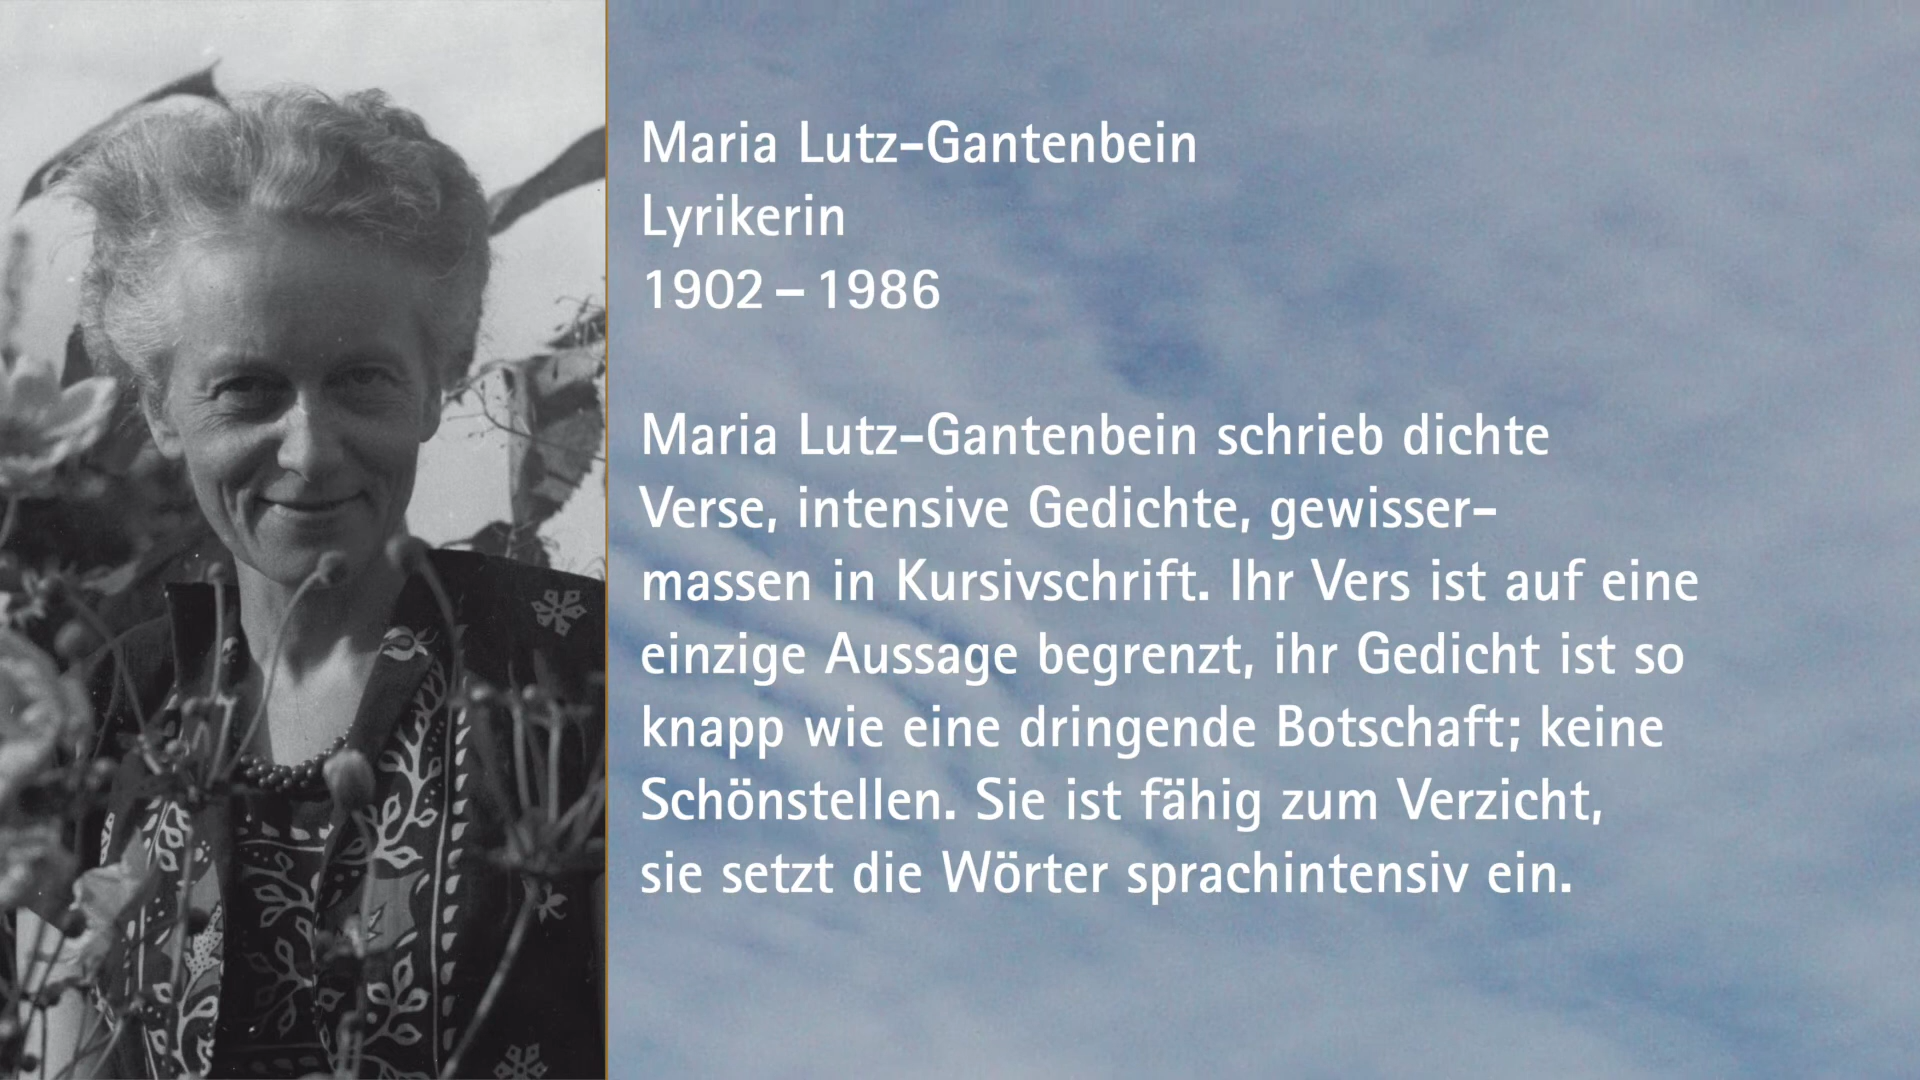 Maria Lutz-Gantenbein
Lyrikerin
1902 – 1986
Maria Lutz-Gantenbein schrieb dichte
Verse, intensive Gedichte, gewisser-
massen in Kursivschrift. Ihr Vers ist auf eine
einzige Aussage begrenzt, ihr Gedicht ist so
knapp wie eine dringende Botschaft; keine
Schönstellen. Sie ist fähig zum Verzicht,
sie setzt die Wörter sprachintensiv ein.